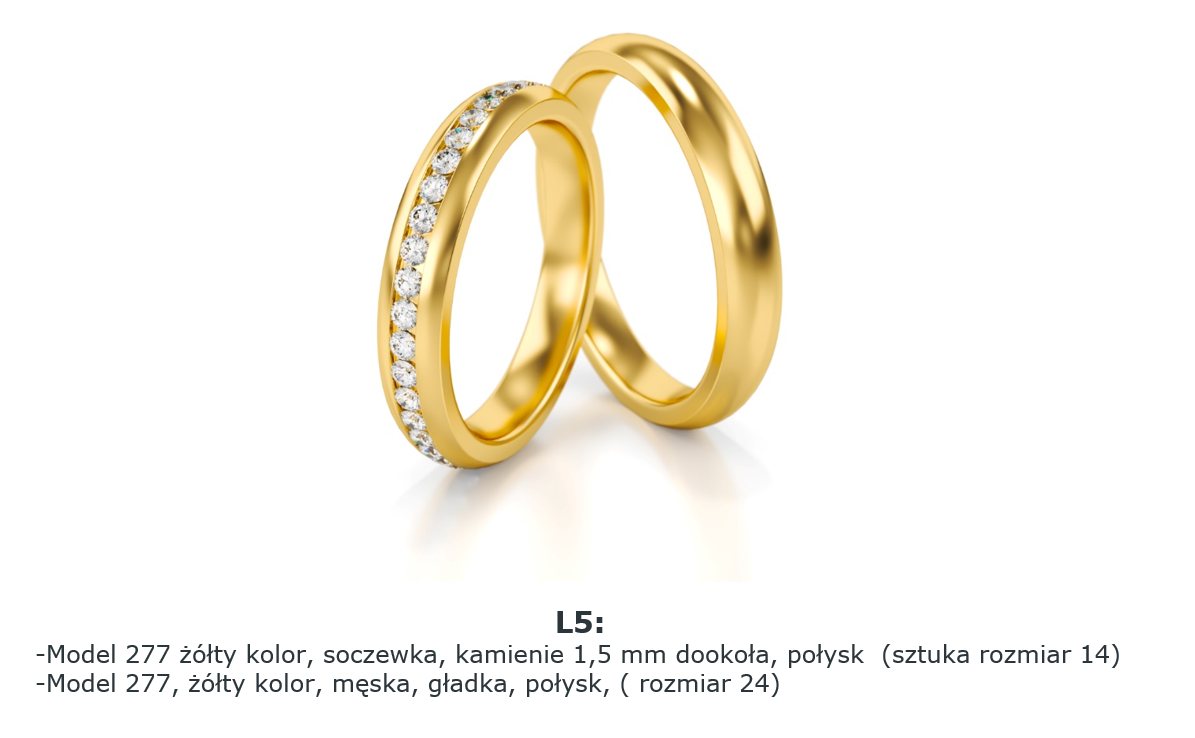 L5:
-Model 277 żółty kolor, soczewka, kamienie 1,5 mm dookoła, połysk  (sztuka rozmiar 14)
-Model 277, żółty kolor, męska, gładka, połysk, ( rozmiar 24)